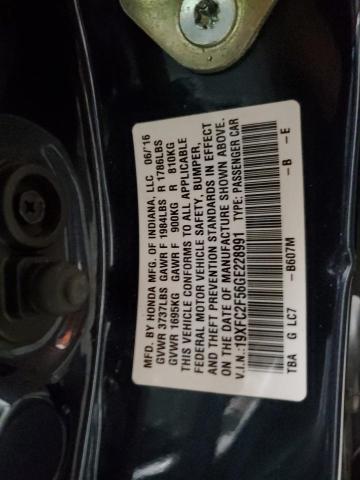 MFD. BY HONDA MFG. OF INDIANA, LLC 06/'16
GVWR 3737LBS GAWR F 1984LBS R 1786LBS
GVWR 1695KG GAWR F 900KG R 810KG
THIS VEHICLE CONFORMS TO ALL APPLICABLE
FEDERAL MOTOR VEHICLE SAFETY, BUMPER,
AND THEFT PREVENTION STANDARDS IN EFFECT
ON THE DATE OF MANUFACTURE SHOWN ABOVE.
V.I.N.:19XFC2F56GE228991 TYPE: PASSENGER CAR
-B607M -B -E
TBA G LC7